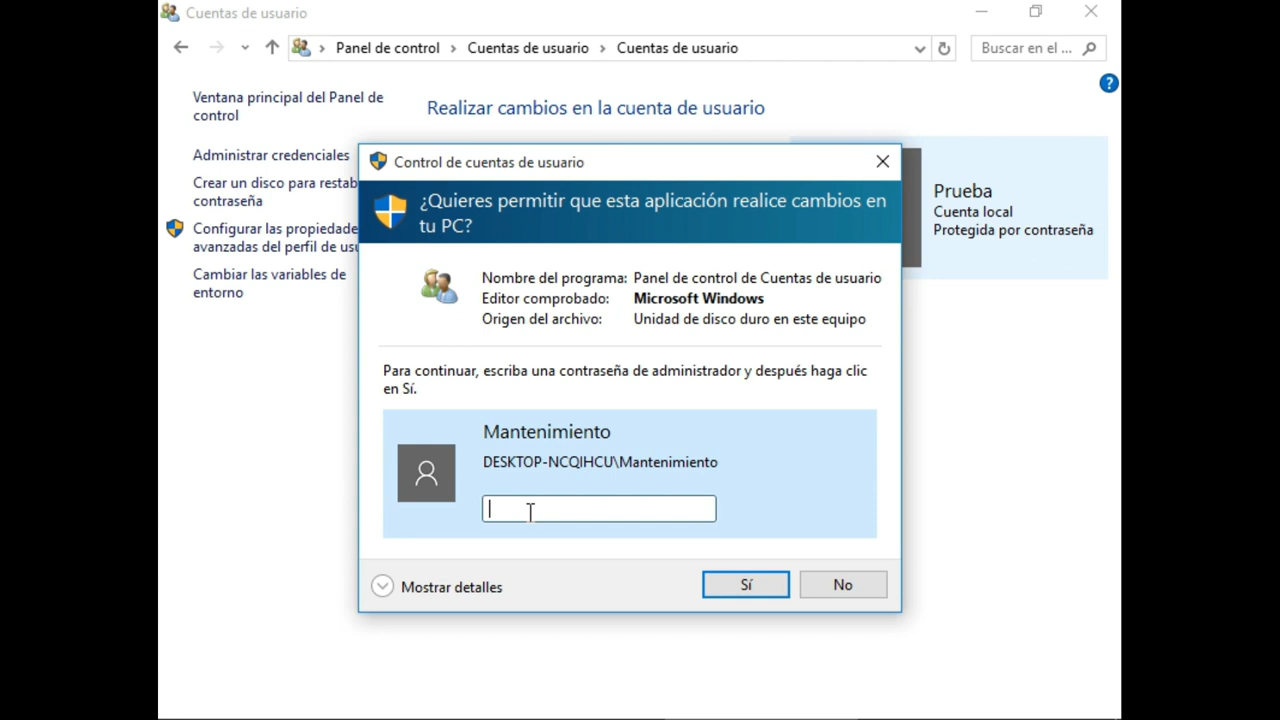 Cuentas de usuario
Panel de control > Cuentas de usuario > Cuentas de usuario
Buscar en el ...
?
Ventana principal del Panel de
control
Realizar cambios en la cuenta de usuario
Administrar credenciales
Crear un disco para restab
contraseña
Configurar las propiedade
avanzadas del perfil de usu
Cambiar las variables de
entorno
Prueba
Cuenta local
Protegida por contraseña
Control de cuentas de usuario
¿Quieres permitir que esta aplicación realice cambios en
tu PC?
Nombre del programa: Panel de control de Cuentas de usuario
Editor comprobado: Microsoft Windows
Origen del archivo: Unidad de disco duro en este equipo
Para continuar, escriba una contraseña de administrador y después haga clic
en Sí.
Mantenimiento
DESKTOP-NCQIHCU\Mantenimiento
Mostrar detalles
Sí
No